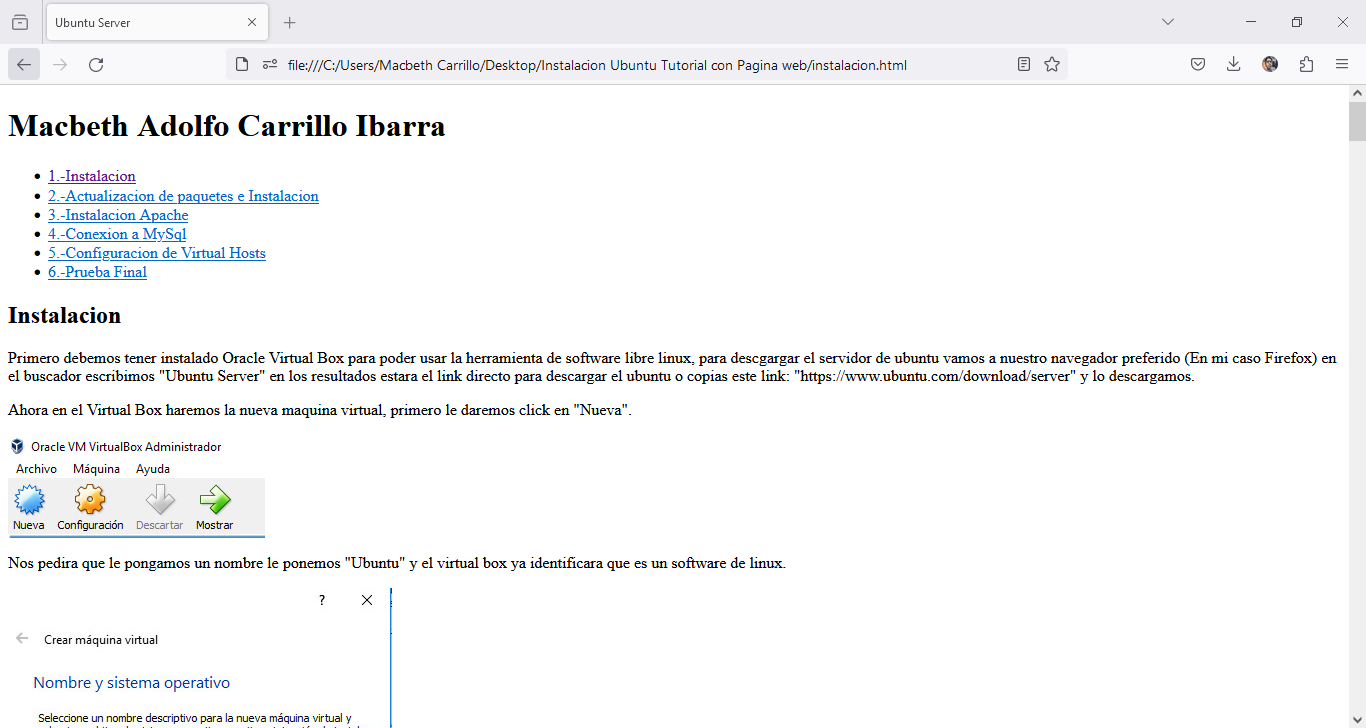 Ubuntu Server
file:///C:/Users/Macbeth Carrillo/Desktop/Instalacion Ubuntu Tutorial con Pagina web/instalacion.html
Macbeth Adolfo Carrillo Ibarra
1.-Instalacion
2.-Actualizacion de paquetes e Instalacion
3.-Instalacion Apache
4.-Conexion a MySql
5.-Configuracion de Virtual Hosts
6.-Prueba Final
Instalacion
Primero debemos tener instalado Oracle Virtual Box para poder usar la herramienta de software libre linux, para descgargar el servidor de ubuntu vamos a nuestro navegador preferido (En mi caso Firefox) en
el buscador escribimos "Ubuntu Server" en los resultados estara el link directo para descargar el ubuntu o copias este link: "https://www.ubuntu.com/download/server" y lo descargamos.
Ahora en el Virtual Box haremos la nueva maquina virtual, primero le daremos click en "Nueva".
Oracle VM VirtualBox Administrador
Archivo Máquina Ayuda
Nueva Configuración Descartar Mostrar
Nos pedira que le pongamos un nombre le ponemos "Ubuntu" y el virtual box ya identificara que es un software de linux.
?
Crear máquina virtual
Nombre y sistema operativo
Seleccione un nombre descriptivo para la nueva máquina virtual y